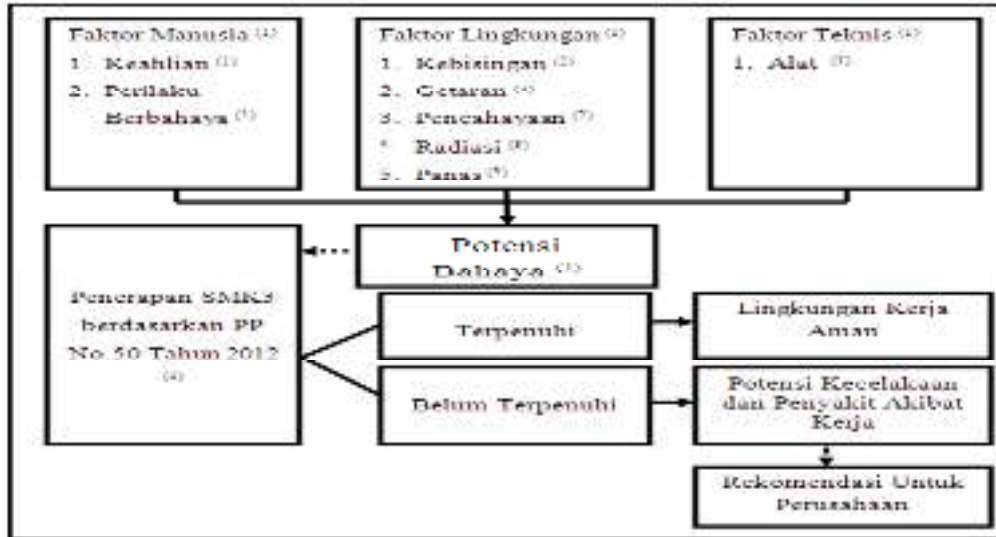 Faktor Manusia
1. Keahlian
2. Perilaku
Berbahaya
Faktor Lingkungan
1. Kebisingan
2. Getaran
3. Pencahayaan
Radiasi
5. Panas
Faktor Teknis
1. Alat
Potensi
Bahaya
Penerapan SMK3
berdasarkan PP
No 50 Tahun 2012
Terpenuhi
Lingkungan Kerja
Aman
Belum Terpenuhi
Potensi Kecelakaan
dan Penyakit Akibat
Kerja
Rekomendasi Untuk
Perusahaan